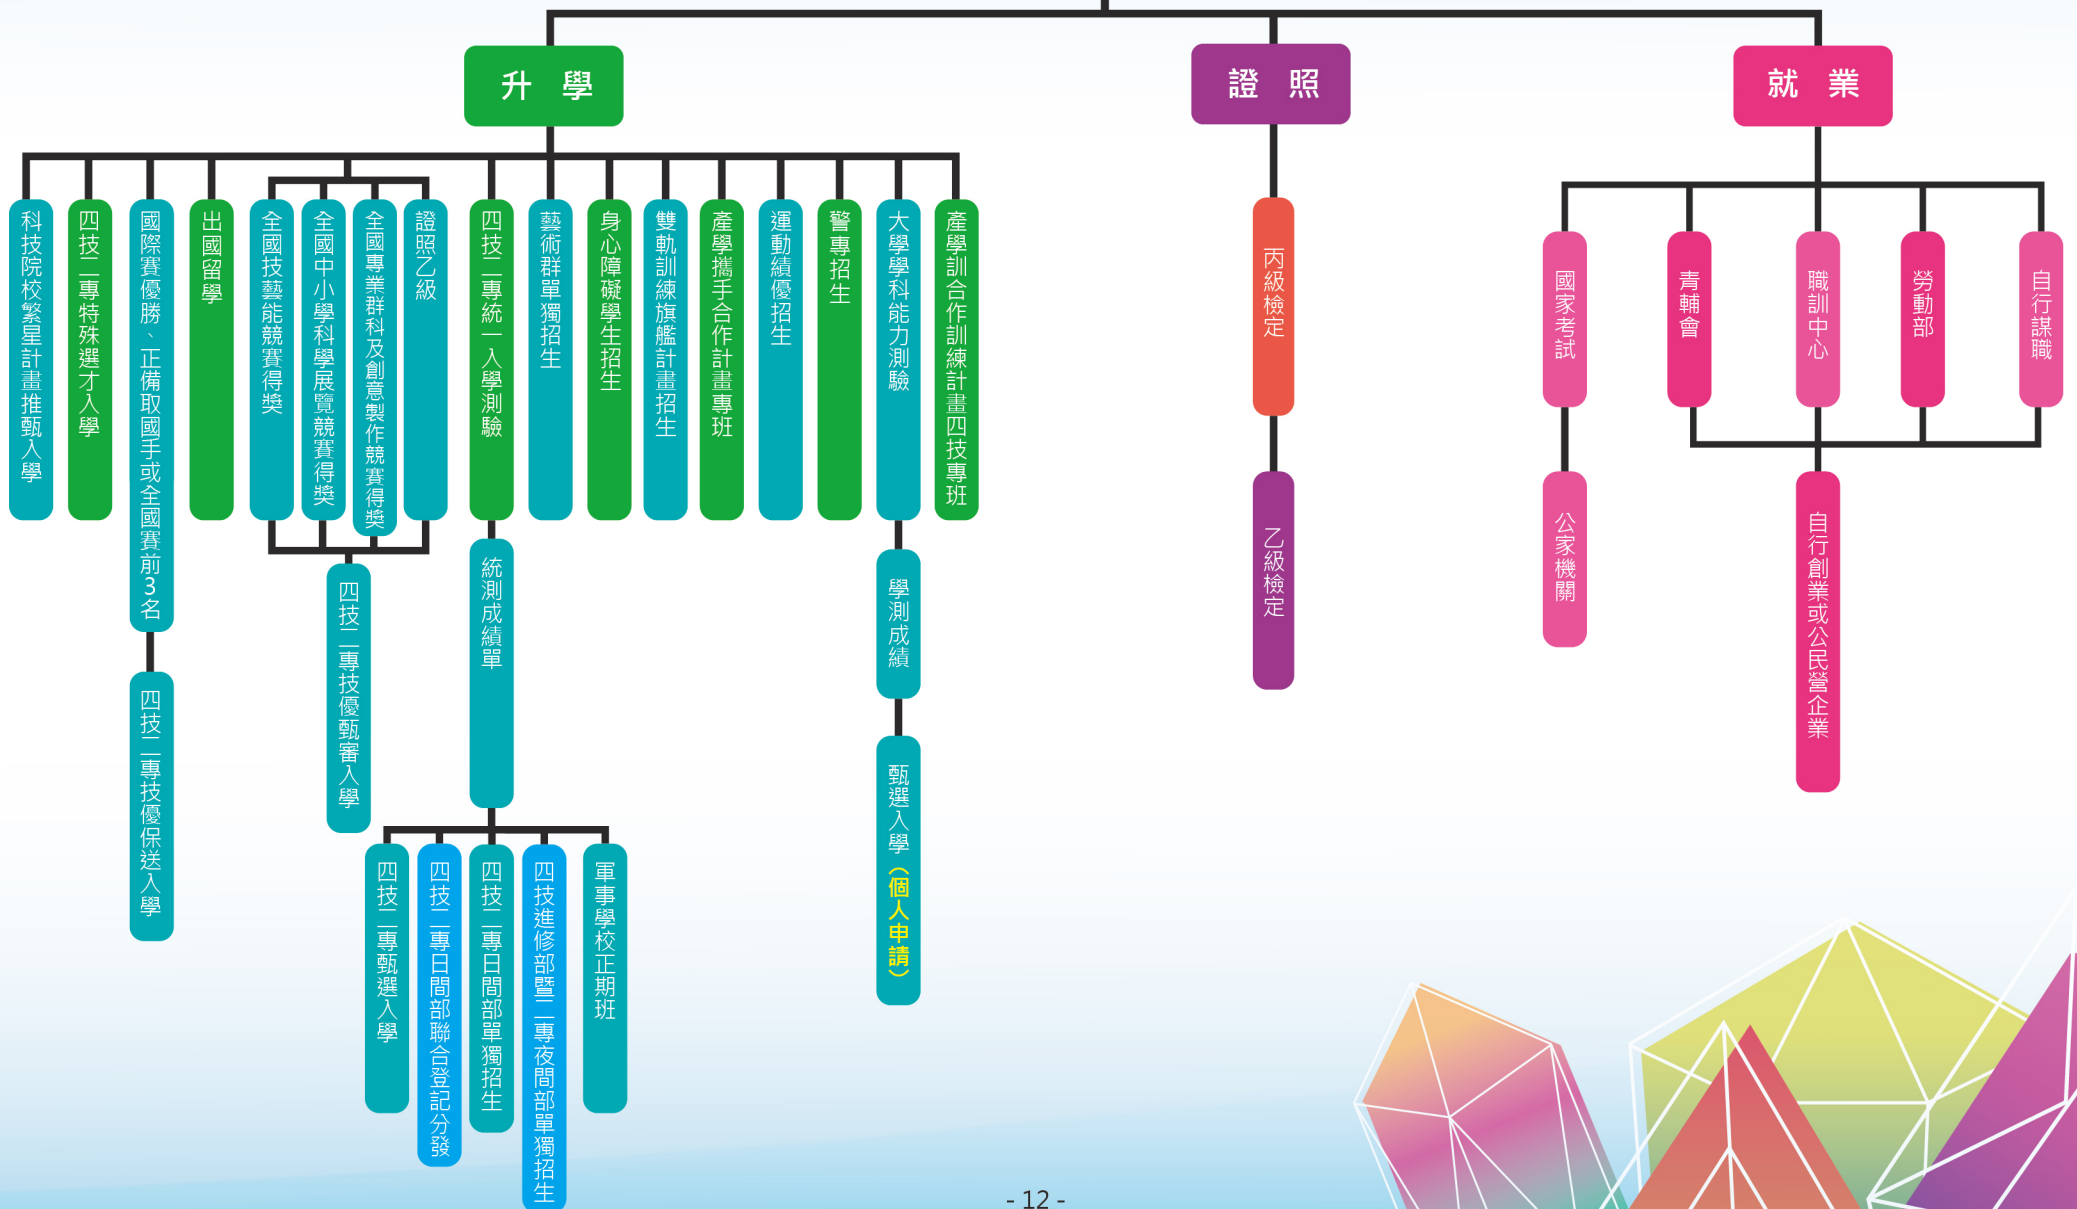 升 學
證 照
就 業
科技院校繁星計畫推甄入學
四技二專特殊選才入學
國際賽優勝、正備取國手或全國賽前3名
四技二專技優保送入學
出國留學
全國技藝能競賽得獎
全國中小學科學展覽競賽得獎
全國專業群科及創意製作競賽得獎
證照乙級
四技二專技優甄審入學
四技二專統一入學測驗
統測成績單
四技二專甄選入學
四技二專日間部聯合登記分發
四技二專日間部單獨招生
四技進修部暨二專夜間部單獨招生
軍事學校正期班
藝術群單獨招生
身心障礙學生招生
雙軌訓練旗艦計畫招生
產學攜手合作計畫專班
運動績優招生
警專招生
大學學科能力測驗
學測成績
甄選入學（個人申請）
產學訓合作訓練計畫四技專班
丙級檢定
乙級檢定
國家考試
公家機關
青輔會
職訓中心
勞動部
自行謀職
自行創業或公民營企業
- 12 -